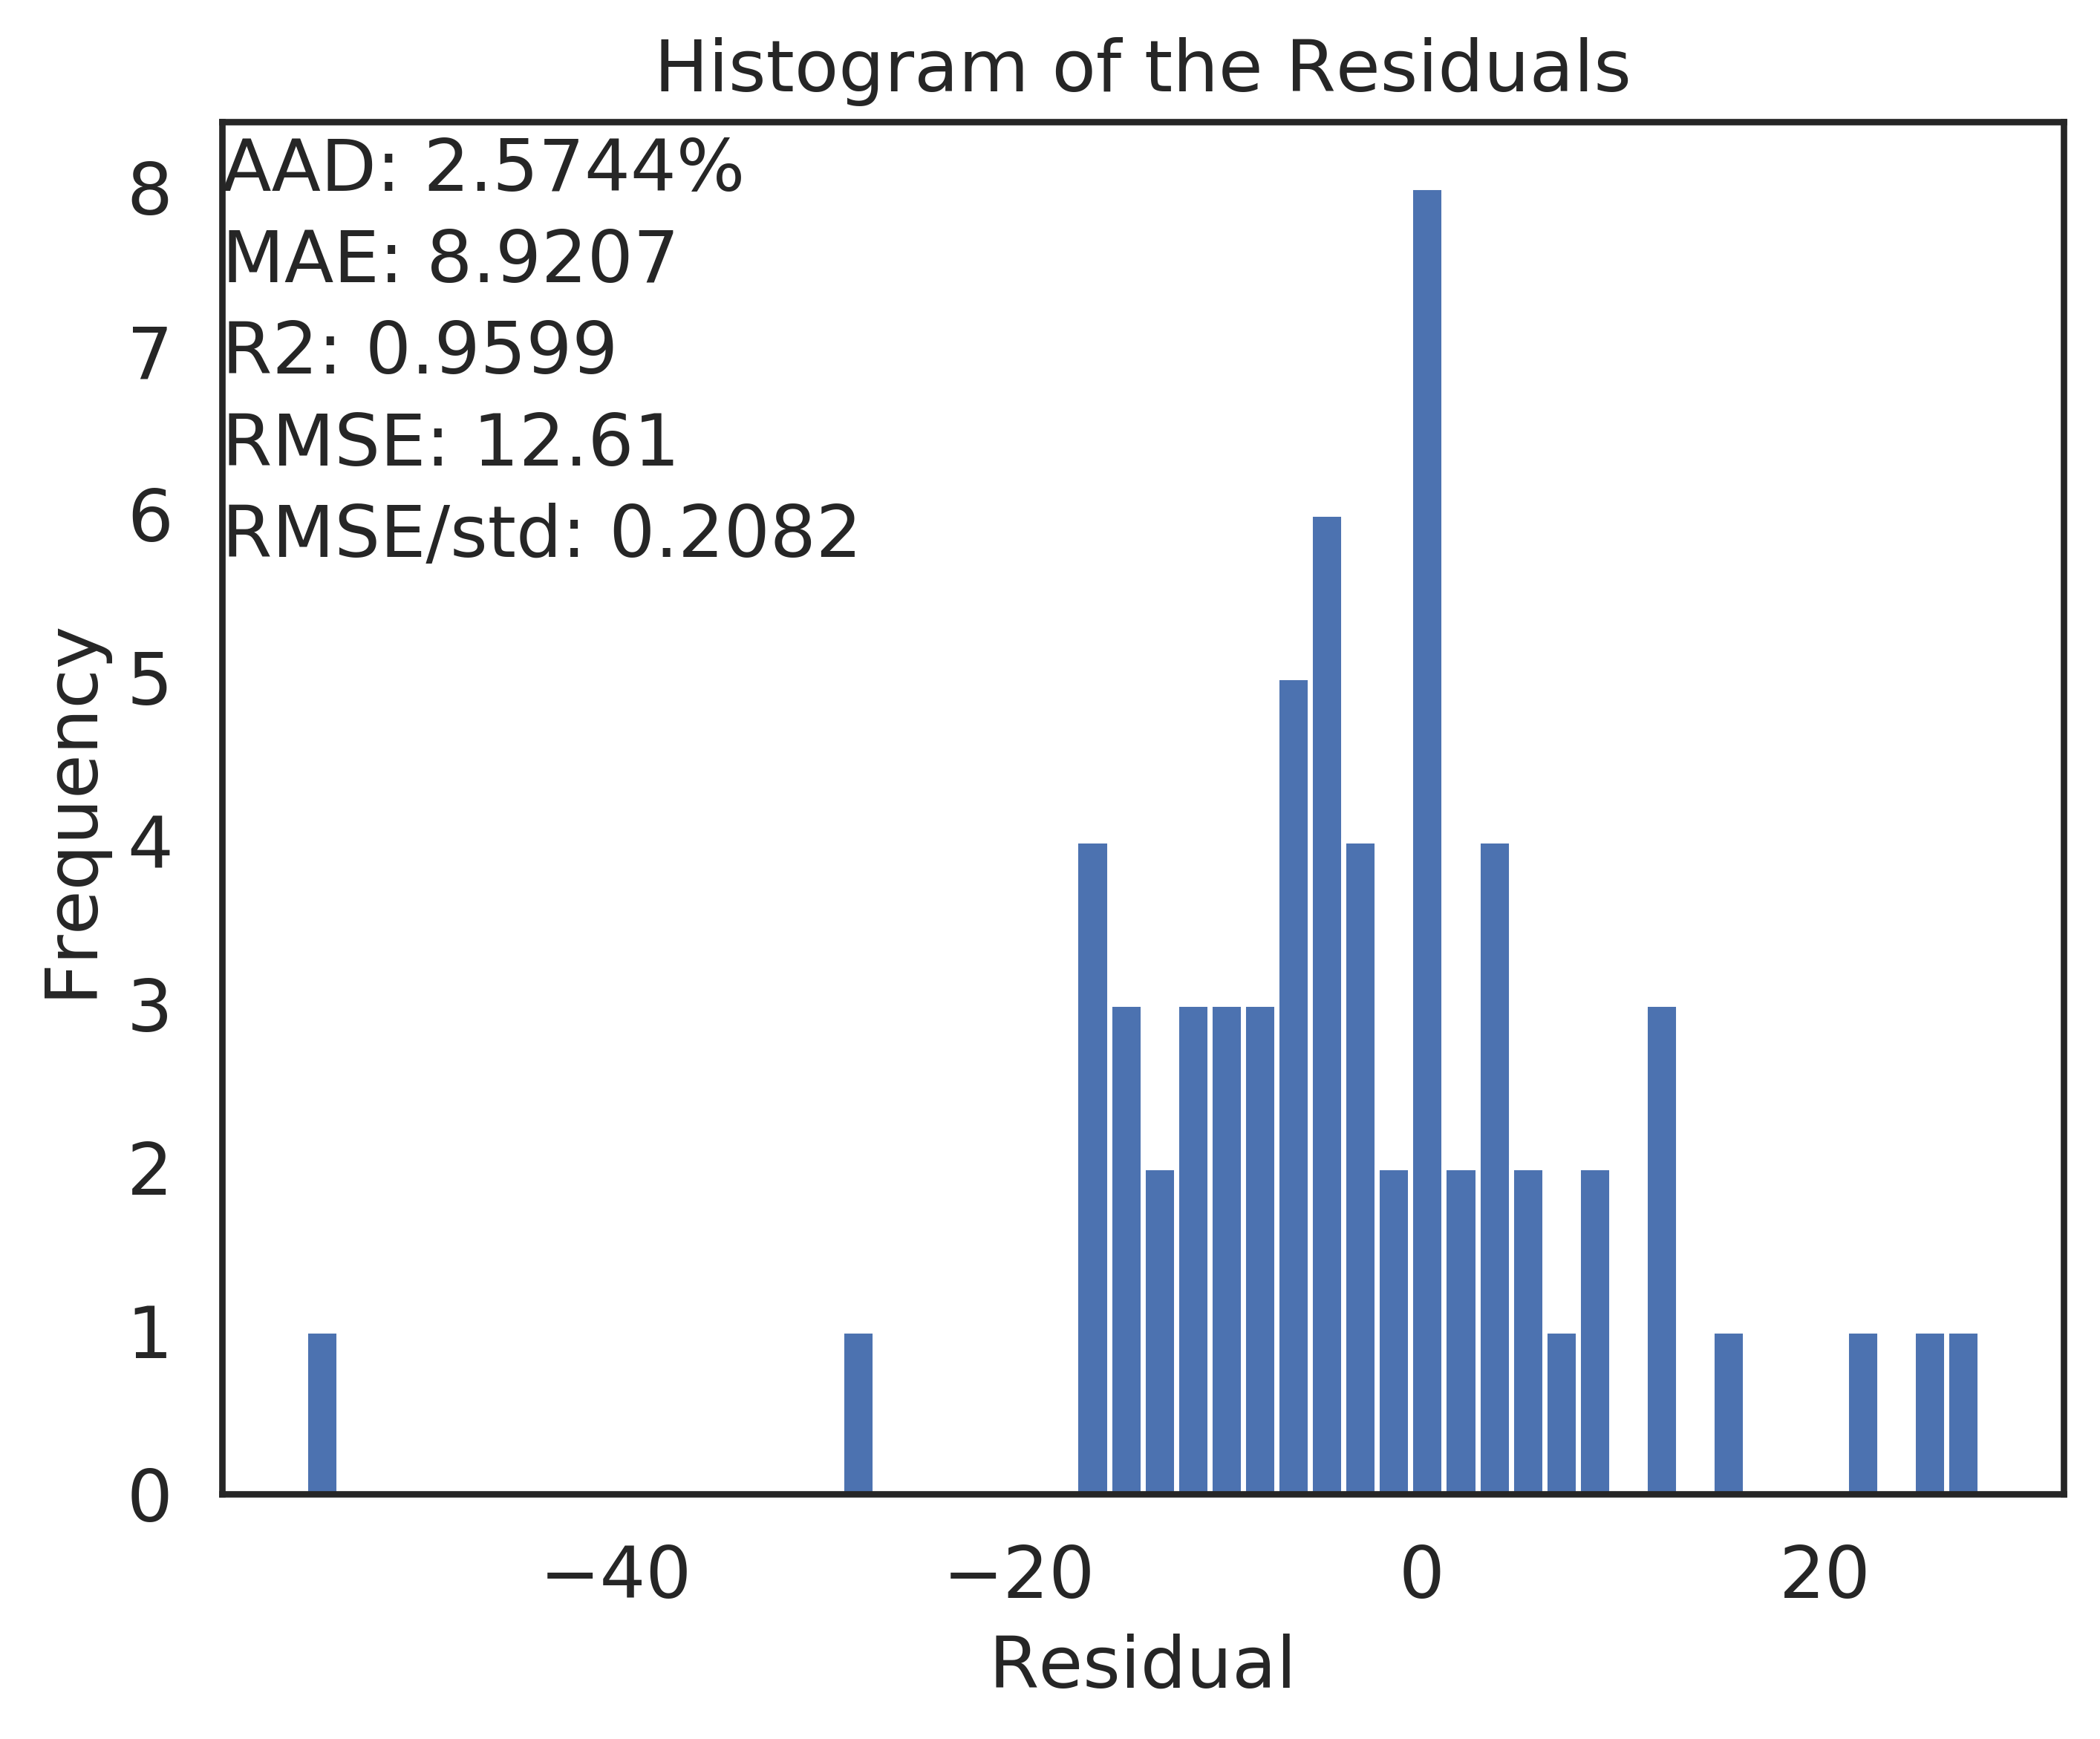 Histogram of the Residuals
AAD: 2.5744%
MAE: 8.9207
R2: 0.9599
RMSE: 12.61
RMSE/std: 0.2082
Frequency
8
7
6
5
4
3
2
1
0
−40 −20 0 20
Residual